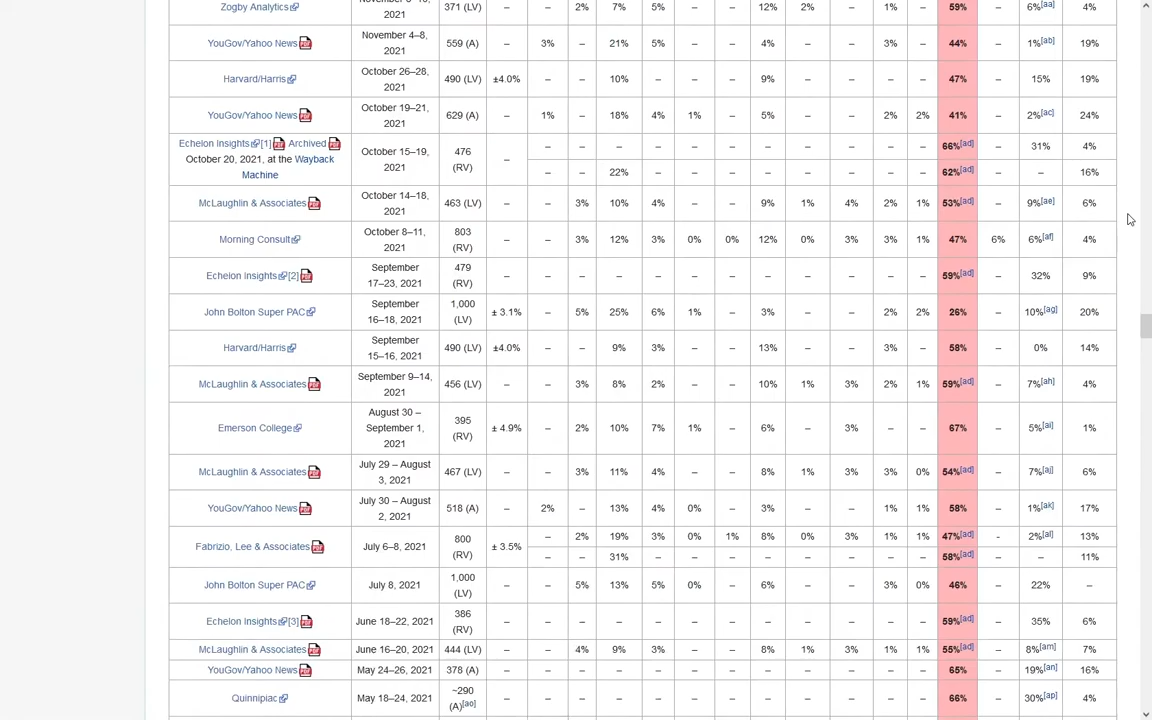 Zogby Analytics 2021 371 (LV) – – 2% 7% 5% – – 12% 2% – 1% – 59% – 6%[aa] 4%
YouGov/Yahoo News November 4–8, 2021 559 (A) – 3% – 21% 5% – – 4% – – 3% – 44% – 1%[ab] 19%
Harvard/Harris October 26–28, 2021 490 (LV) ±4.0% – – 10% – – – 9% – – – – 47% – 15% 19%
YouGov/Yahoo News October 19–21, 2021 629 (A) – 1% – 18% 4% 1% – 5% – – 2% 2% 41% – 2%[ac] 24%
Echelon Insights[1] Archived October 20, 2021, at the Wayback Machine October 15–19, 2021 476 (RV) – – – – – – – – – – – – 66%[ad] – 31% 4%
– – 22% – – – – – – – – 62%[ad] – – 16%
McLaughlin & Associates October 14–18, 2021 463 (LV) – – 3% 10% 4% – – 9% 1% 4% 2% 1% 53%[ad] – 9%[ae] 6%
Morning Consult October 8–11, 2021 803 (RV) – – 3% 12% 3% 0% 0% 12% 0% 3% 3% 1% 47% 6% 6%[af] 4%
Echelon Insights[2] September 17–23, 2021 479 (RV) – – – – – – – – – – – – 59%[ad] – 32% 9%
John Bolton Super PAC September 16–18, 2021 1,000 (LV) ± 3.1% – 5% 25% 6% 1% – 3% – – 2% 2% 26% – 10%[ag] 20%
Harvard/Harris September 15–16, 2021 490 (LV) ±4.0% – – 9% 3% – – 13% – – 3% – 58% – 0% 14%
McLaughlin & Associates September 9–14, 2021 456 (LV) – – 3% 8% 2% – – 10% 1% 3% 2% 1% 59%[ad] – 7%[ah] 4%
Emerson College August 30 – September 1, 2021 395 (RV) ± 4.9% – 2% 10% 7% 1% – 6% – 3% – – 67% – 5%[ai] 1%
McLaughlin & Associates July 29 – August 3, 2021 467 (LV) – – 3% 11% 4% – – 8% 1% 3% 3% 0% 54%[ad] – 7%[aj] 6%
YouGov/Yahoo News July 30 – August 2, 2021 518 (A) – 2% – 13% 4% 0% – 3% – – 1% 1% 58% – 1%[ak] 17%
Fabrizio, Lee & Associates July 6–8, 2021 800 (RV) ± 3.5% – 2% 19% 3% 0% 1% 8% 0% 3% 1% 1% 47%[ad] - 2%[al] 13%
– – 31% – – – – – – – – 58%[ad] – – 11%
John Bolton Super PAC July 8, 2021 1,000 (LV) – – 5% 13% 5% 0% – 6% – – 3% 0% 46% – 22% –
Echelon Insights[3] June 18–22, 2021 386 (RV) – – – – – – – – – – – – 59%[ad] – 35% 6%
McLaughlin & Associates June 16–20, 2021 444 (LV) – – 4% 9% 3% – – 8% 1% 3% 1% 1% 55%[ad] – 8%[am] 7%
YouGov/Yahoo News May 24–26, 2021 378 (A) – – – – – – – – – – – – 65% – 19%[an] 16%
Quinnipiac May 18–24, 2021 ~290 (A)[ao] – – – – – – – – – – – – 66% – 30%[ap] 4%